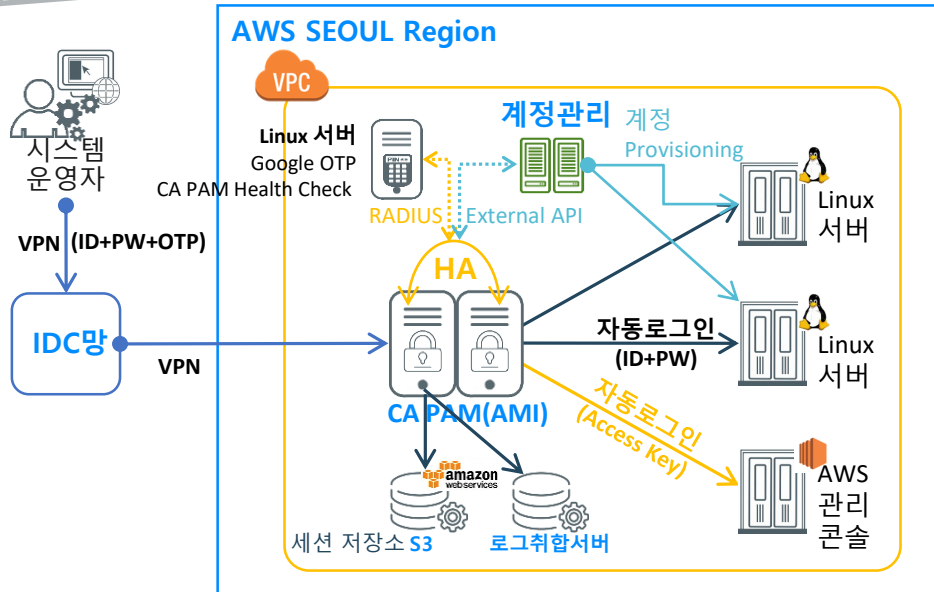 AWS SEOUL Region
VPC
시스템
운영자
VPN (ID+PW+OTP)
IDC망
VPN
Linux 서버
Google OTP
CA PAM Health Check
PIN **
RADIUS
External API
계정관리
계정
Provisioning
HA
CA PAM(AMI)
자동로그인
(ID+PW)
자동로그인
(Access Key)
Linux
서버
Linux
서버
AWS
관리
콘솔
amazon
webservices
세션 저장소 S3
로그취합서버